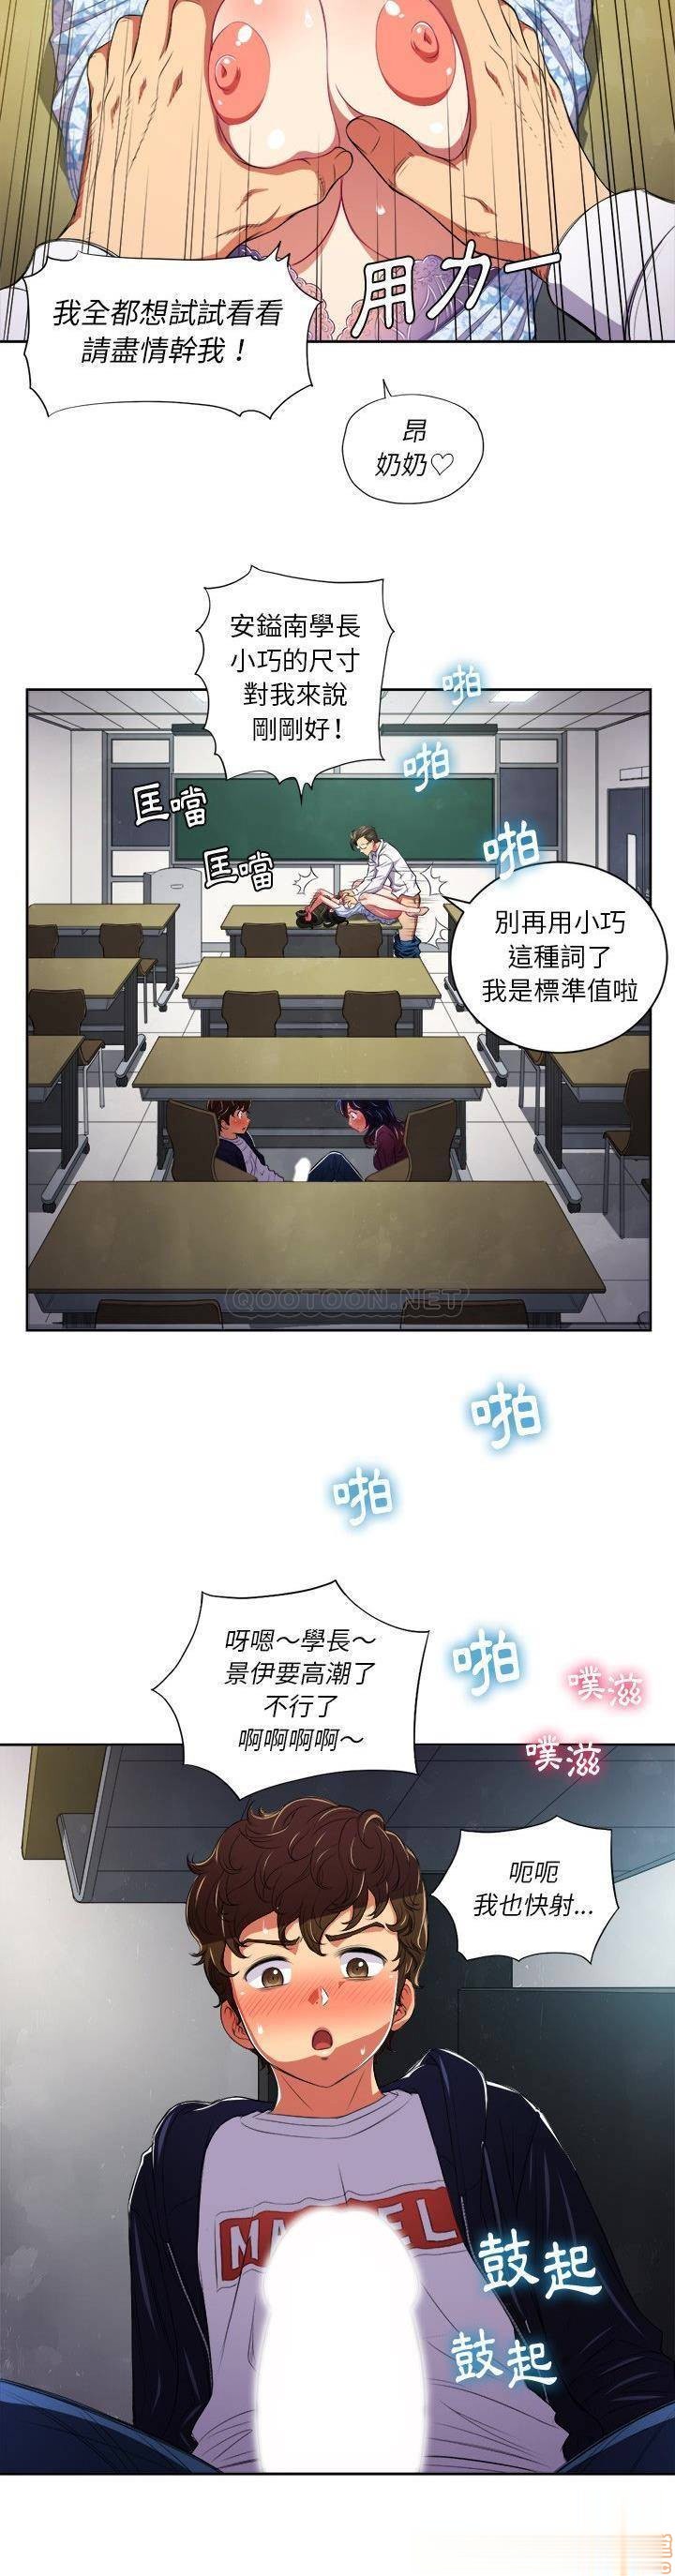 我全都想試試看看
請盡情幹我！
用力一
昂
奶奶♡
安鎰南學長
小巧的尺寸
對我來說
剛剛好！
啪
啪
啪
匡噹
匡噹
別再用小巧
這種詞了
我是標準值啦
QOOTOON.NET
啪
啪
呀嗯～學長～
景伊要高潮了
不行了
啊啊啊啊～
啪
噗滋
噗滋
呃呃
我也快射...
鼓起
鼓起